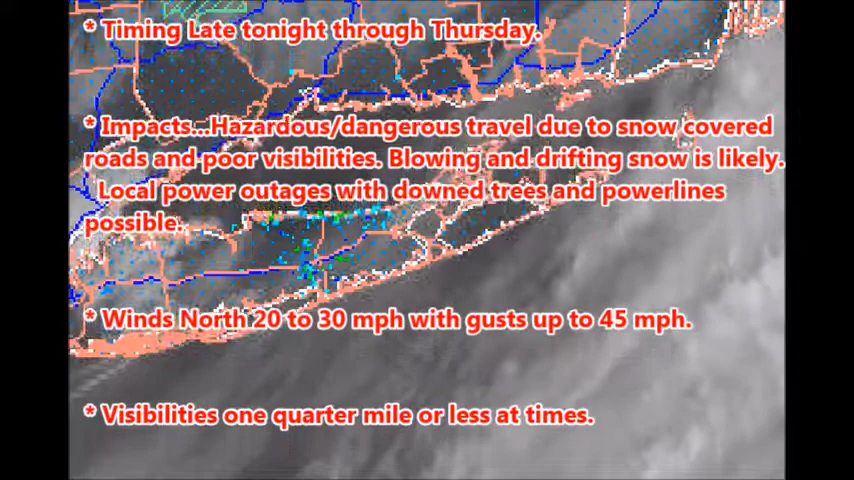 * Timing Late tonight through Thursday.
* Impacts...Hazardous/dangerous travel due to snow covered
roads and poor visibilities. Blowing and drifting snow is likely.
Local power outages with downed trees and powerlines
possible.
* Winds North 20 to 30 mph with gusts up to 45 mph.
* Visibilities one quarter mile or less at times.